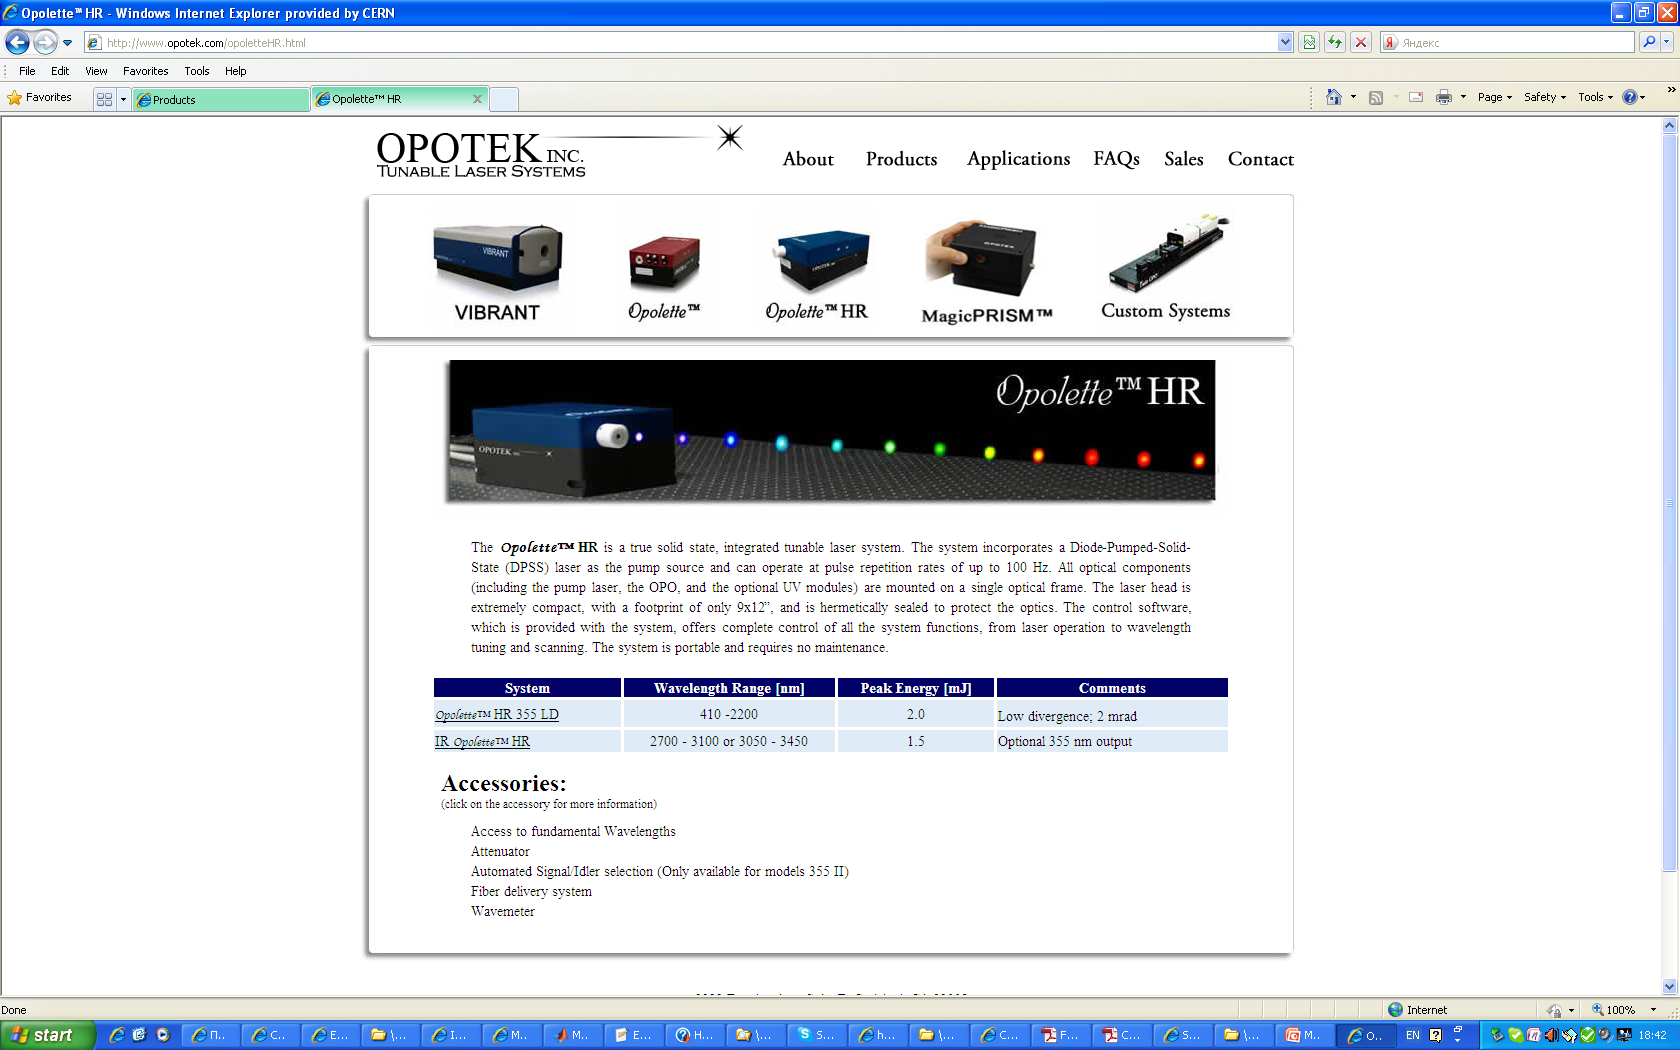 Opolette™ HR - Windows Internet Explorer provided by CERN
http://www.opotek.com/opoletteHR.html
Яндекс
File Edit View Favorites Tools Help
Favorites
Products
Opolette™ HR
Page Safety Tools
OPOTEK INC.
TUNABLE LASER SYSTEMS
About Products Applications FAQs Sales Contact
VIBRANT
OPOTEK
OPOTEK
VIBRANT Opolette™ Opolette™ HR MagicPRISM™ Custom Systems
Opolette™ HR
OPOTEK INC.
The Opolette™ HR is a true solid state, integrated tunable laser system. The system incorporates a Diode-Pumped-Solid-
State (DPSS) laser as the pump source and can operate at pulse repetition rates of up to 100 Hz. All optical components
(including the pump laser, the OPO, and the optional UV modules) are mounted on a single optical frame. The laser head is
extremely compact, with a footprint of only 9x12”, and is hermetically sealed to protect the optics. The control software,
which is provided with the system, offers complete control of all the system functions, from laser operation to wavelength
tuning and scanning. The system is portable and requires no maintenance.
System Wavelength Range [nm] Peak Energy [mJ] Comments
Opolette™ HR 355 LD 410 -2200 2.0 Low divergence; 2 mrad
IR Opolette™ HR 2700 - 3100 or 3050 - 3450 1.5 Optional 355 nm output
Accessories:
(click on the accessory for more information)
Access to fundamental Wavelengths
Attenuator
Automated Signal/Idler selection (Only available for models 355 II)
Fiber delivery system
Wavemeter
Done
Internet
100%
start
П... C... E... \... I... M... M... E... H... \... S... h... \... C... F... C... S... \... M... O...
EN
18:42